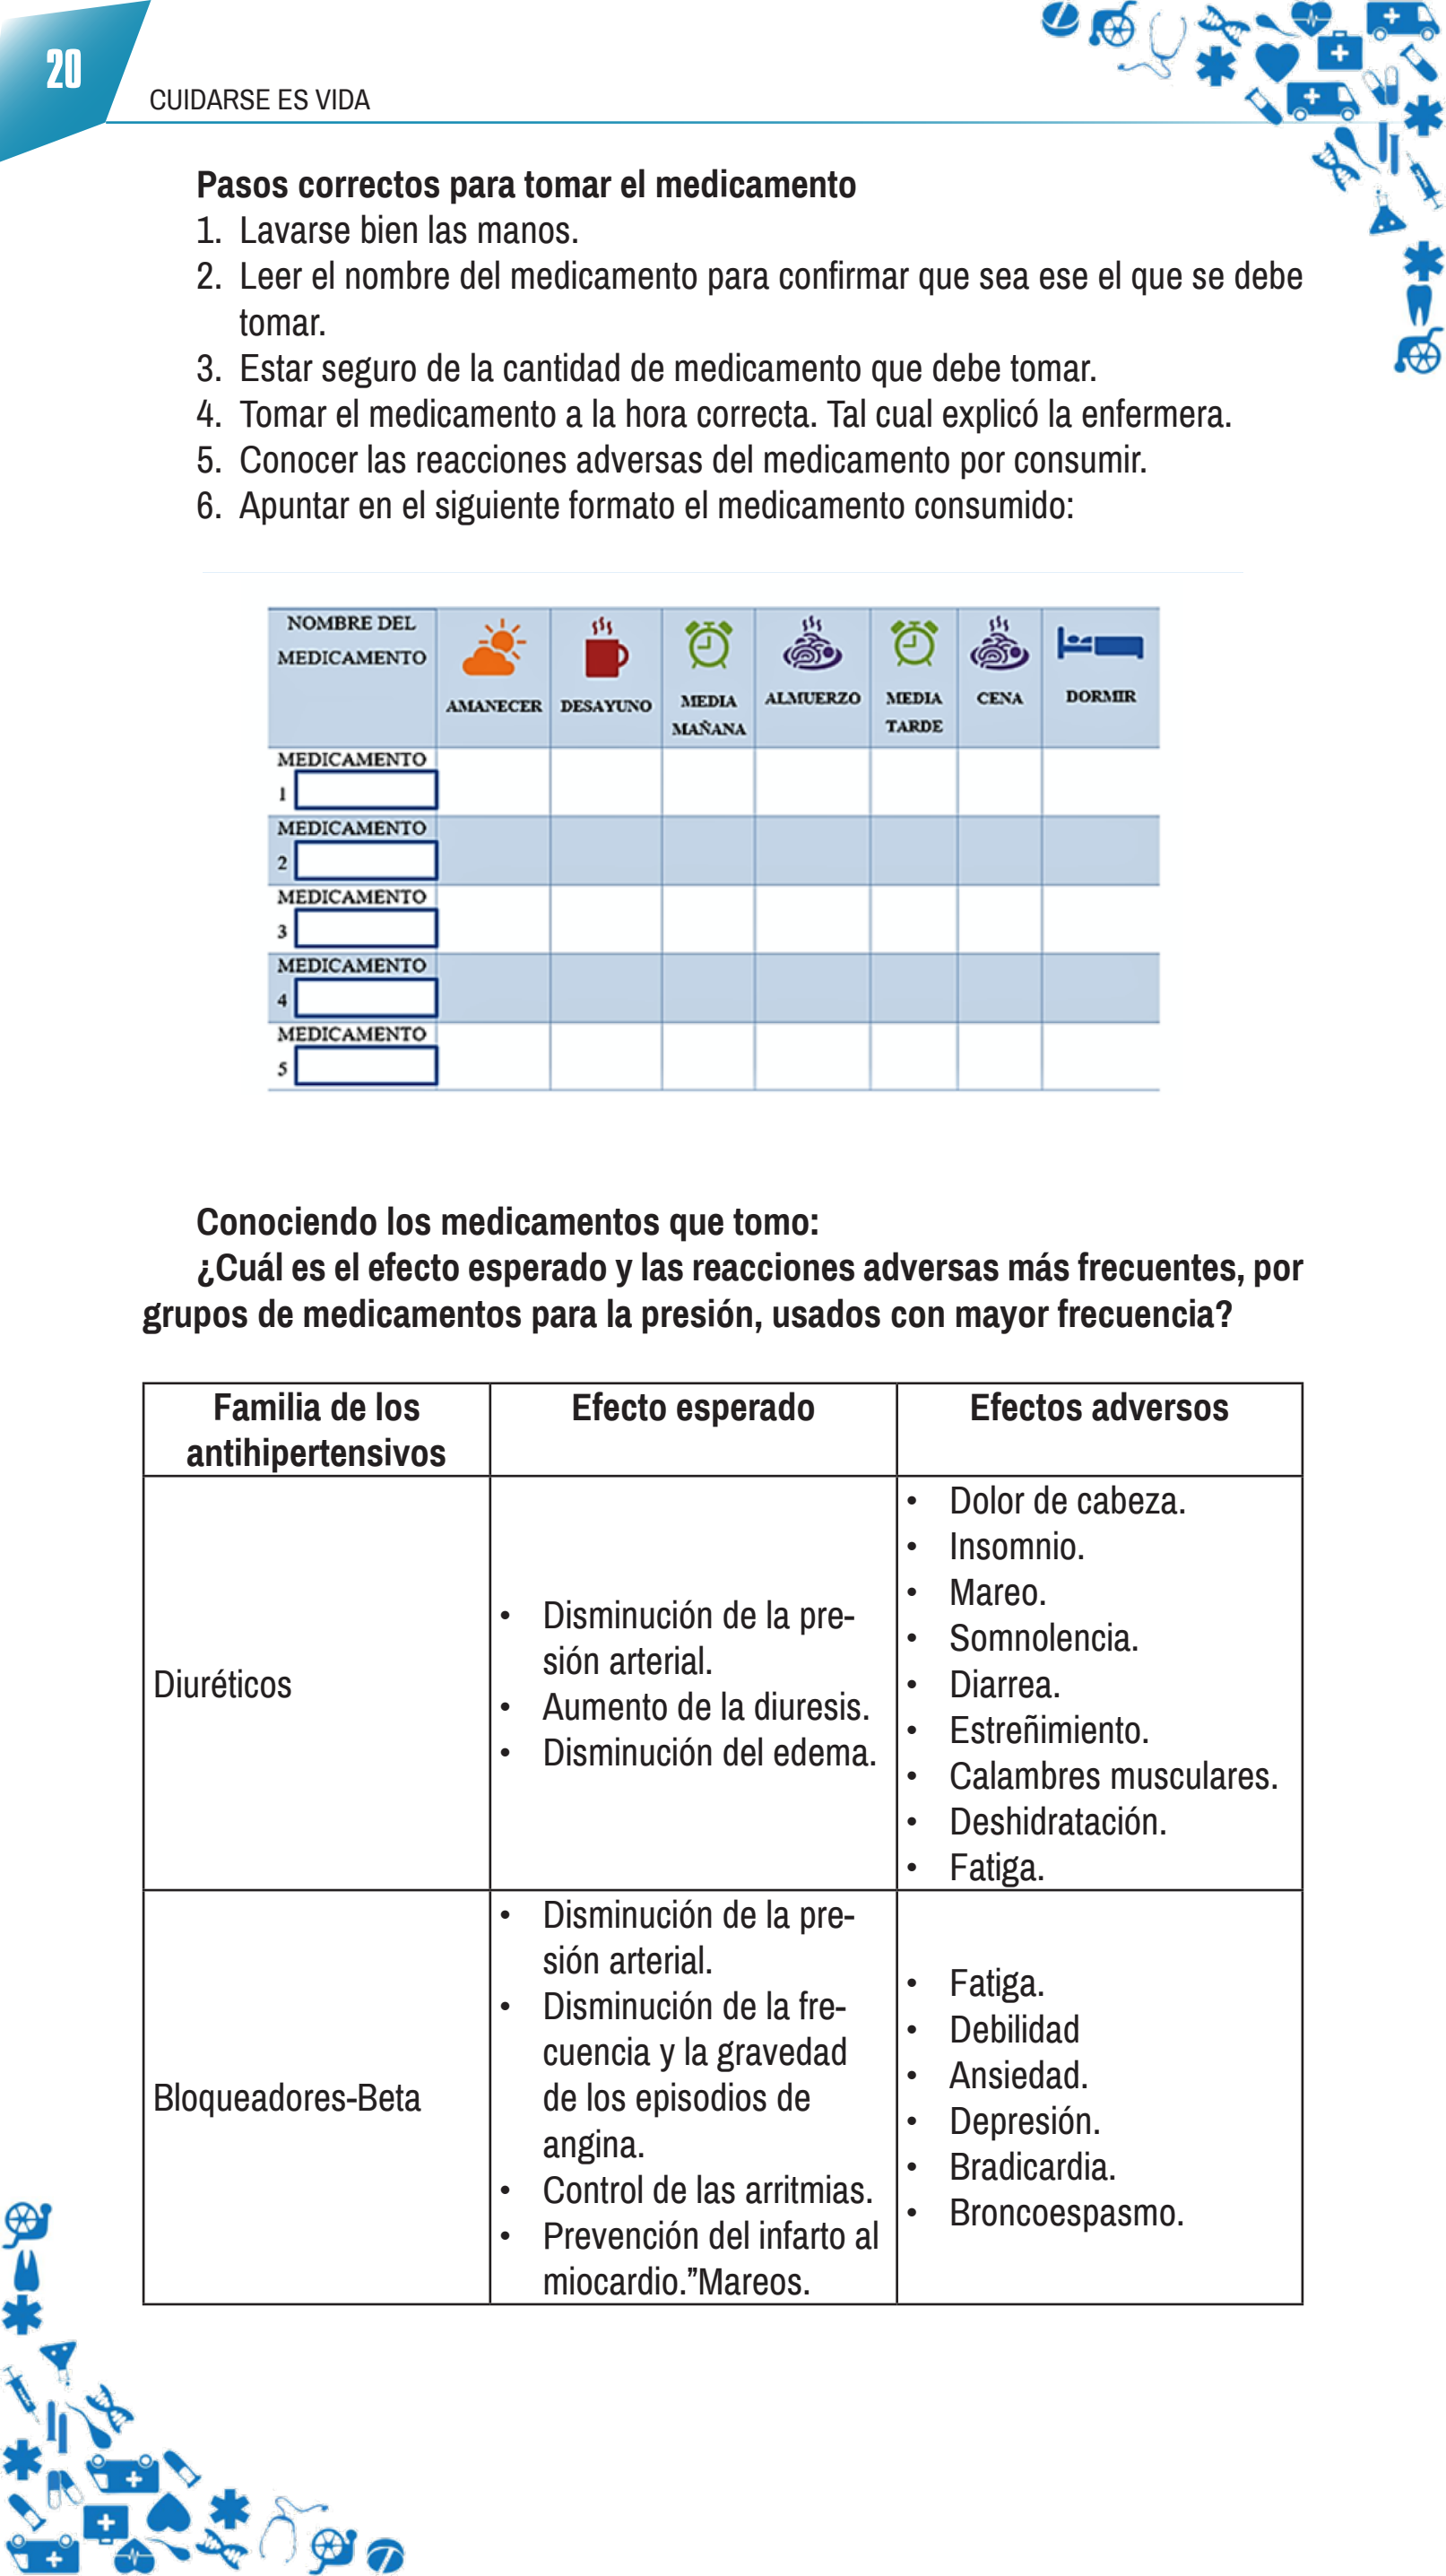 20
CUIDARSE ES VIDA
Pasos correctos para tomar el medicamento
1. Lavarse bien las manos.
2. Leer el nombre del medicamento para confirmar que sea ese el que se debe
tomar.
3. Estar seguro de la cantidad de medicamento que debe tomar.
4. Tomar el medicamento a la hora correcta. Tal cual explicó la enfermera.
5. Conocer las reacciones adversas del medicamento por consumir.
6. Apuntar en el siguiente formato el medicamento consumido:
NOMBRE DEL
MEDICAMENTO
AMANECER
DESAYUNO
MEDIA
MAÑANA
ALMUERZO
MEDIA
TARDE
CENA
DORMIR
MEDICAMENTO
1
MEDICAMENTO
2
MEDICAMENTO
3
MEDICAMENTO
4
MEDICAMENTO
5
Conociendo los medicamentos que tomo:
¿Cuál es el efecto esperado y las reacciones adversas más frecuentes, por
grupos de medicamentos para la presión, usados con mayor frecuencia?
Familia de los
antihipertensivos
Efecto esperado
Efectos adversos
Diuréticos
• Disminución de la pre-
sión arterial.
• Aumento de la diuresis.
• Disminución del edema.
• Dolor de cabeza.
• Insomnio.
• Mareo.
• Somnolencia.
• Diarrea.
• Estreñimiento.
• Calambres musculares.
• Deshidratación.
• Fatiga.
Bloqueadores-Beta
• Disminución de la pre-
sión arterial.
• Disminución de la fre-
cuencia y la gravedad
de los episodios de
angina.
• Control de las arritmias.
• Prevención del infarto al
miocardio.”Mareos.
• Fatiga.
• Debilidad
• Ansiedad.
• Depresión.
• Bradicardia.
• Broncoespasmo.